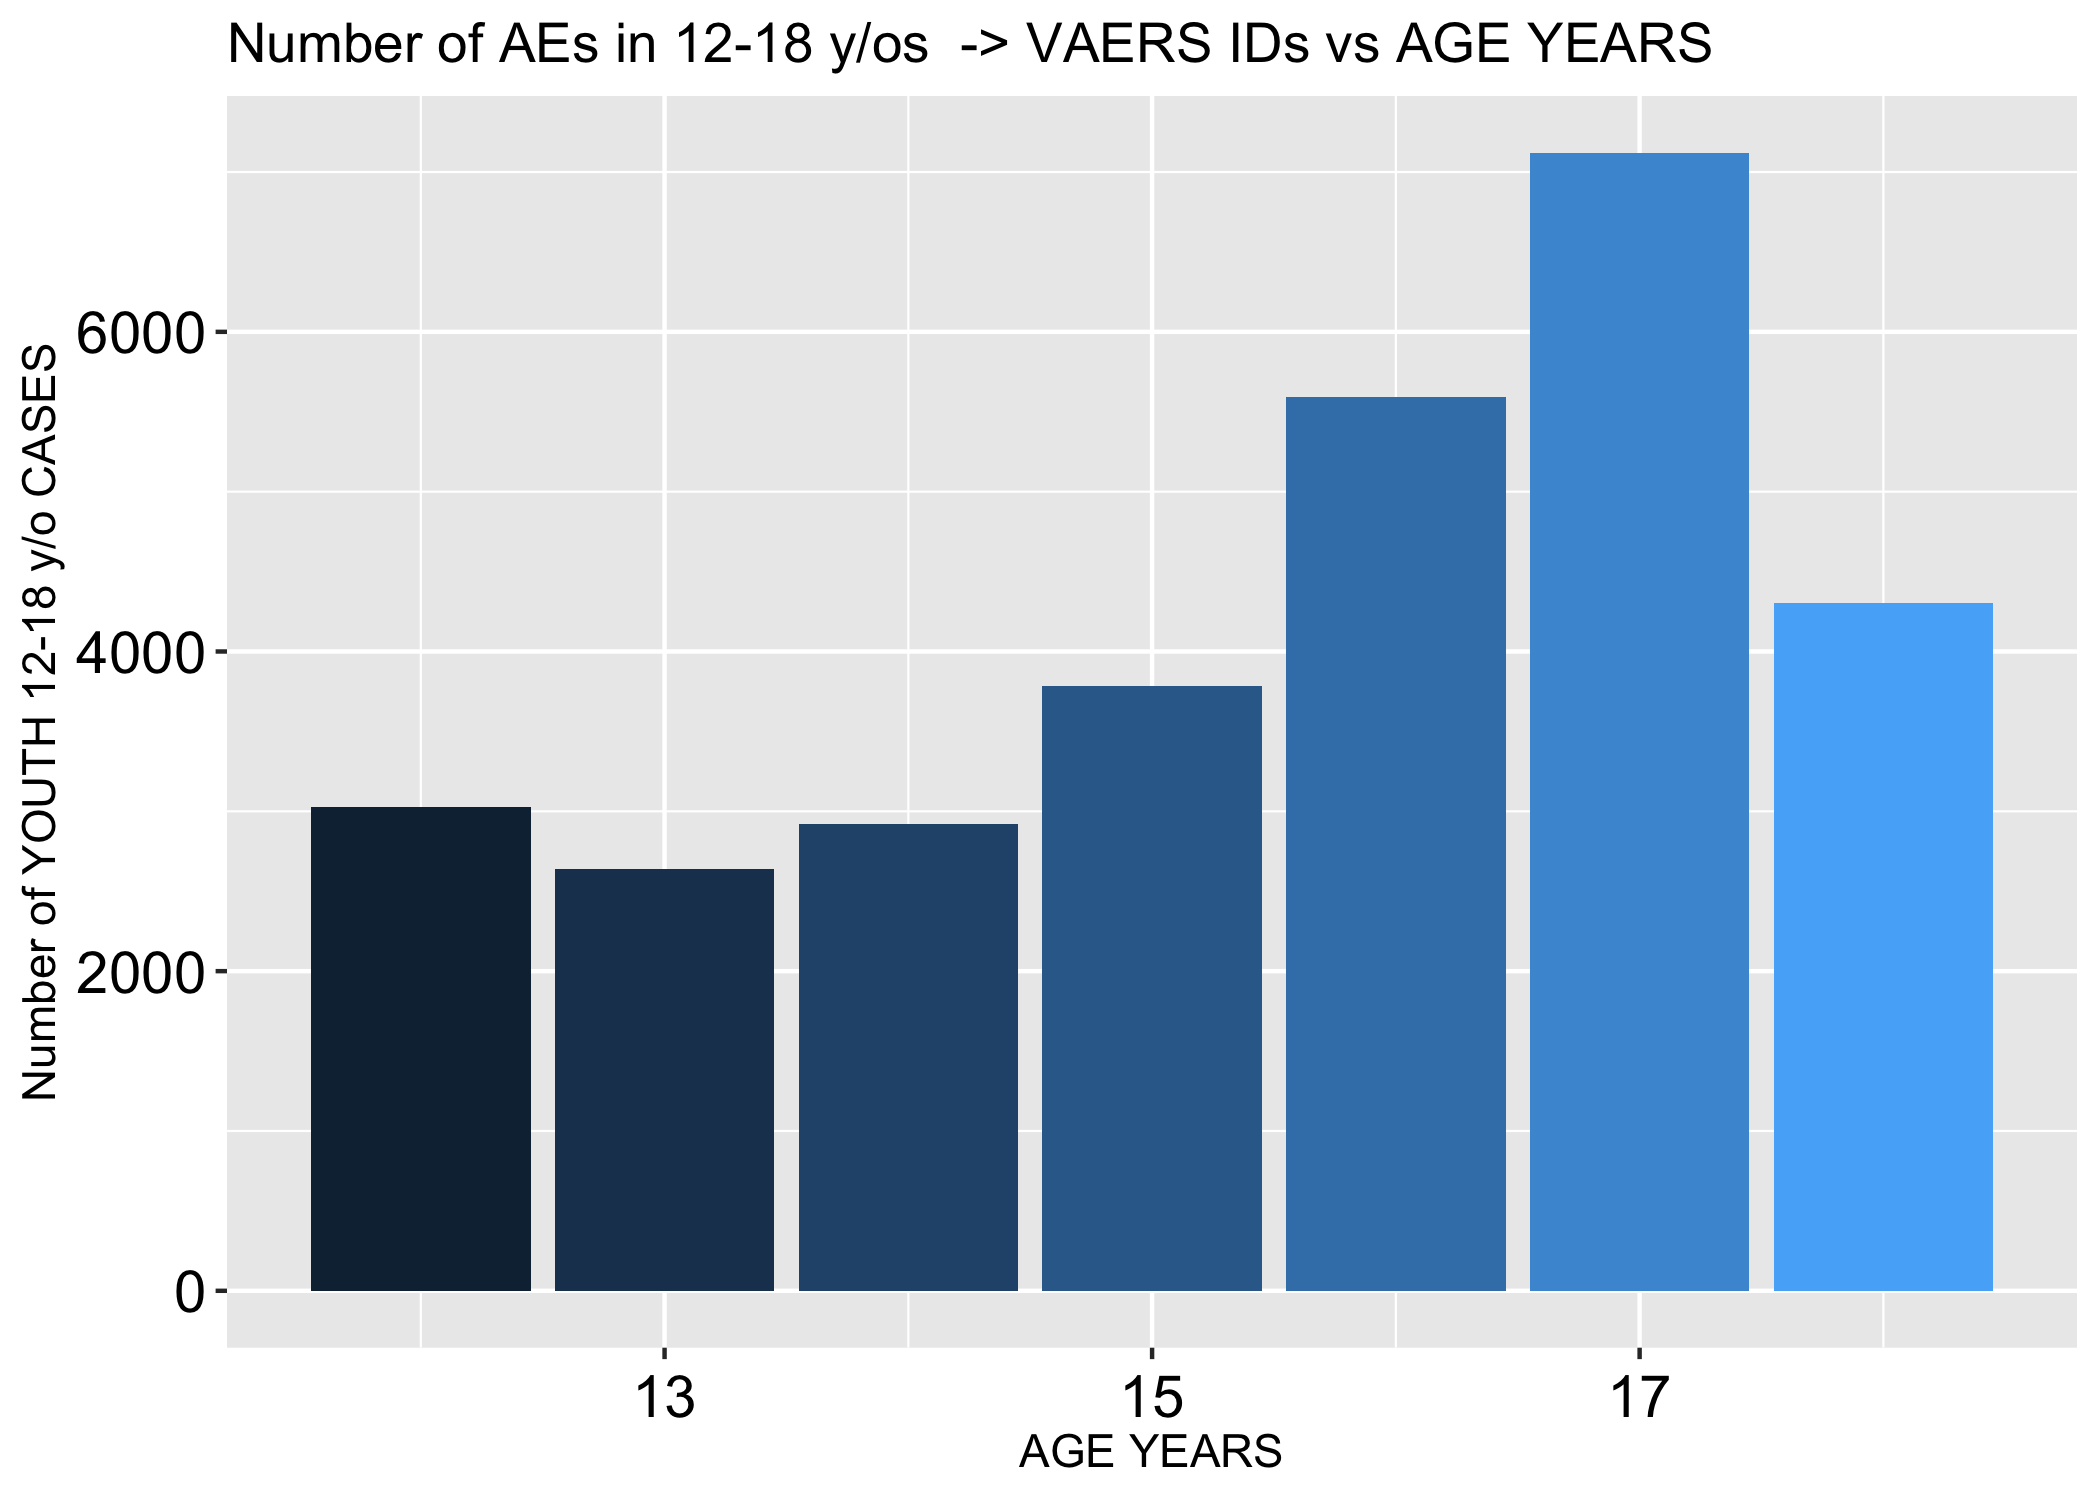 Number of AEs in 12-18 y/os  -> VAERS IDs vs AGE YEARS
Number of YOUTH 12-18 y/o CASES
6000
4000
2000
0
13 15 17
AGE YEARS